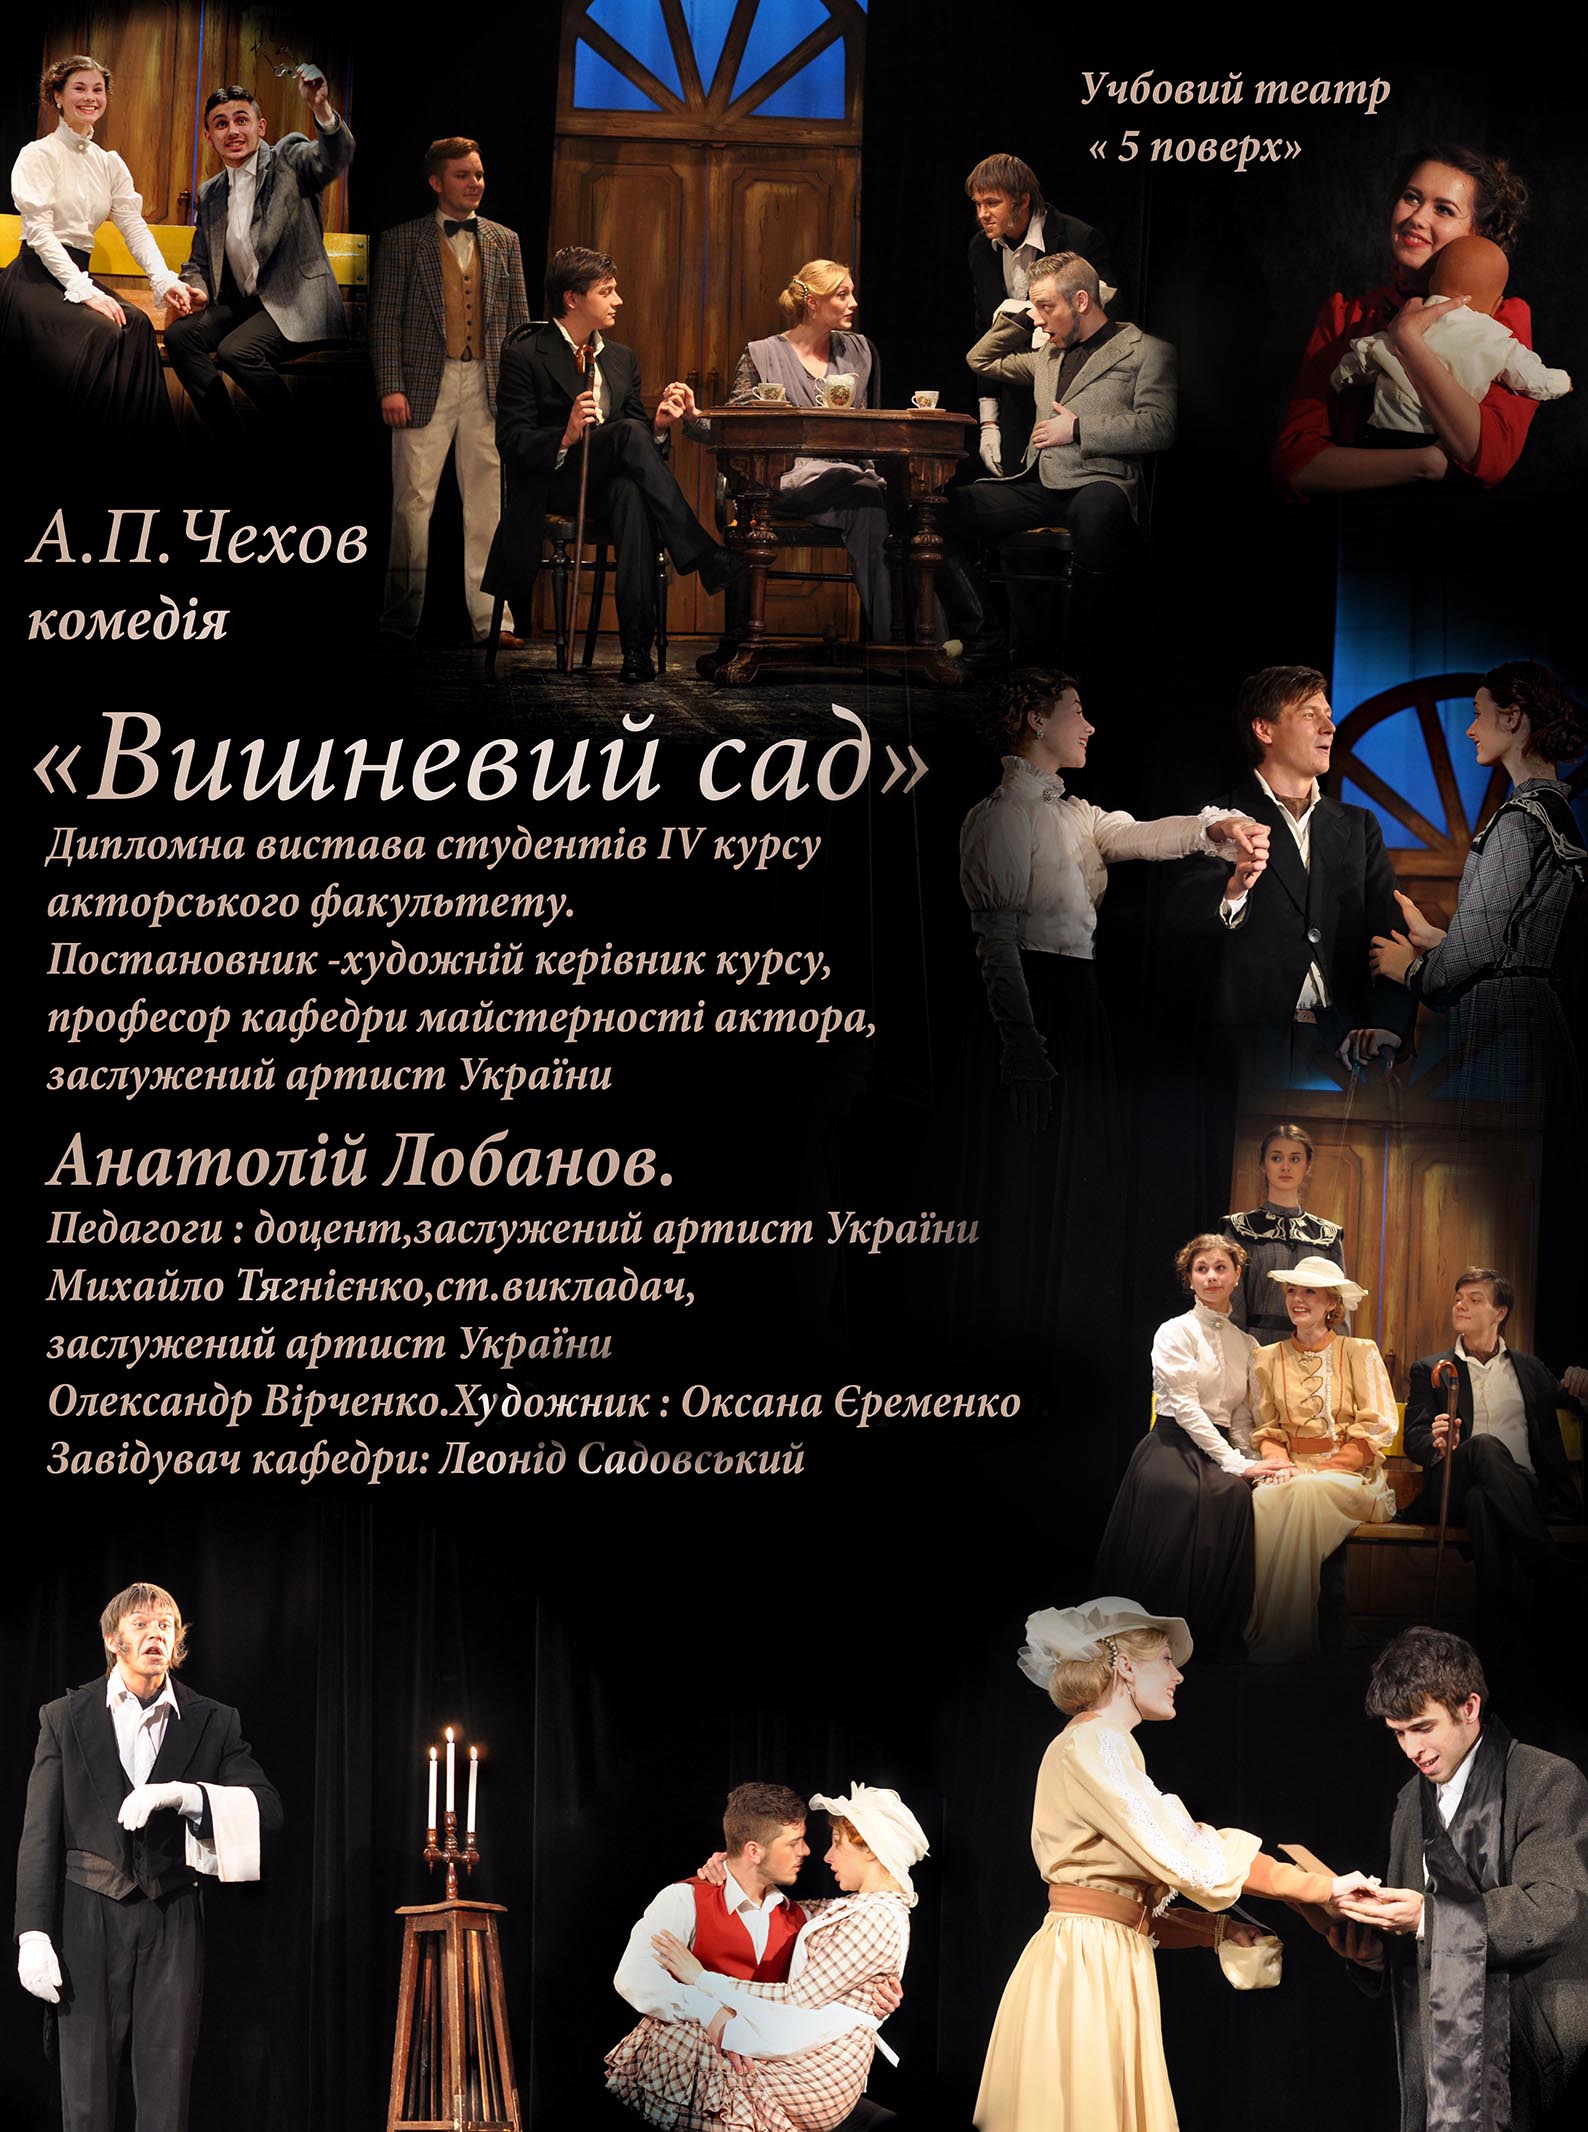 Учбовий театр
« 5 поверх»
А.П.Чехов
комедія
«Вишневий сад»
Дипломна вистава студентів IV курсу
акторського факультету.
Постановник -художній керівник курсу,
професор кафедри майстерності актора,
заслужений артист України
Анатолій Лобанов.
Педагоги : доцент,заслужений артист України
Михайло Тягнієнко,ст.викладач,
заслужений артист України
Олександр Вірченко.Художник : Оксана Єременко
Завідувач кафедри: Леонід Садовський